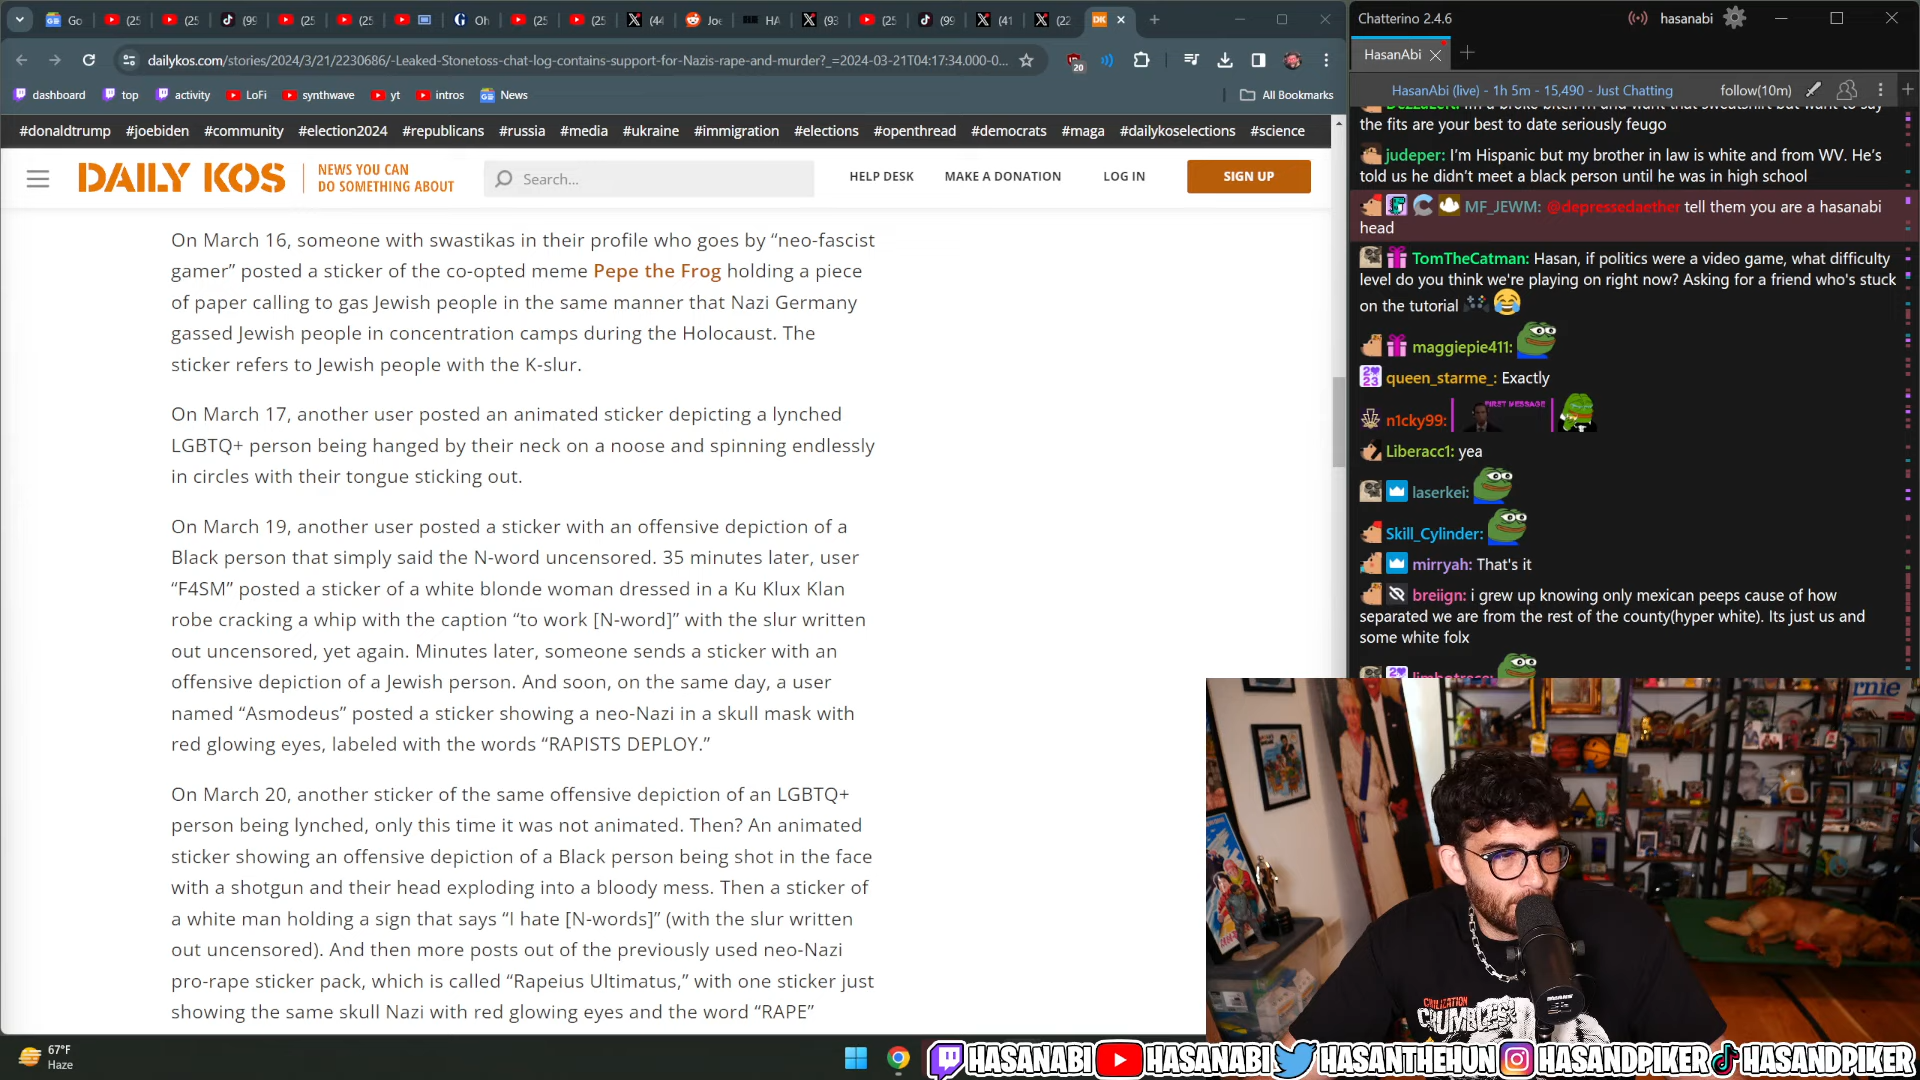 Go
(25
(25
(99
(25
(25
Oh
(25
(25
(44
Joe
HA
(93
(25
(99
(41
(22
DK
dailykos.com/stories/2024/3/21/2230686/-Leaked-Stonetoss-chat-log-contains-support-for-Nazis-rape-and-murder?_=2024-03-21T04:17:34.000-0...
20
dashboard
top
activity
LoFi
synthwave
yt
intros
News
All Bookmarks
#donaldtrump #joebiden #community #election2024 #republicans #russia #media #ukraine #immigration #elections #openthread #democrats #maga #dailykoselections #science
DAILY KOS
NEWS YOU CAN
DO SOMETHING ABOUT
Search...
HELP DESK
MAKE A DONATION
LOG IN
SIGN UP
On March 16, someone with swastikas in their profile who goes by “neo-fascist
gamer” posted a sticker of the co-opted meme Pepe the Frog holding a piece
of paper calling to gas Jewish people in the same manner that Nazi Germany
gassed Jewish people in concentration camps during the Holocaust. The
sticker refers to Jewish people with the K-slur.
On March 17, another user posted an animated sticker depicting a lynched
LGBTQ+ person being hanged by their neck on a noose and spinning endlessly
in circles with their tongue sticking out.
On March 19, another user posted a sticker with an offensive depiction of a
Black person that simply said the N-word uncensored. 35 minutes later, user
“F4SM” posted a sticker of a white blonde woman dressed in a Ku Klux Klan
robe cracking a whip with the caption “to work [N-word]” with the slur written
out uncensored, yet again. Minutes later, someone sends a sticker with an
offensive depiction of a Jewish person. And soon, on the same day, a user
named “Asmodeus” posted a sticker showing a neo-Nazi in a skull mask with
red glowing eyes, labeled with the words “RAPISTS DEPLOY.”
On March 20, another sticker of the same offensive depiction of an LGBTQ+
person being lynched, only this time it was not animated. Then? An animated
sticker showing an offensive depiction of a Black person being shot in the face
with a shotgun and their head exploding into a bloody mess. Then a sticker of
a white man holding a sign that says “I hate [N-words]” (with the slur written
out uncensored). And then more posts out of the previously used neo-Nazi
pro-rape sticker pack, which is called “Rapeius Ultimatus,” with one sticker just
showing the same skull Nazi with red glowing eyes and the word “RAPE”
67°F
Haze
Chatterino 2.4.6
hasanabi
HasanAbi
HasanAbi (live) - 1h 5m - 15,490 - Just Chatting
follow(10m)
the fits are your best to date seriously feugo
judeper: I’m Hispanic but my brother in law is white and from WV. He’s
told us he didn’t meet a black person until he was in high school
MF_JEWM: @depressedaether tell them you are a hasanabi
head
TomTheCatman: Hasan, if politics were a video game, what difficulty
level do you think we're playing on right now? Asking for a friend who's stuck
on the tutorial
maggiepie411:
queen_starme_: Exactly
n1cky99:
FIRST MESSAGE
Liberacc1: yea
laserkei:
Skill_Cylinder:
mirryah: That's it
breiign: i grew up knowing only mexican peeps cause of how
separated we are from the rest of the county(hyper white). Its just us and
some white folx
rnie
CIVILIZATION
CRUMBLES
HASANABI
HASANABI
HASANTHEHUN
HASANDPIKER
HASANDPIKER